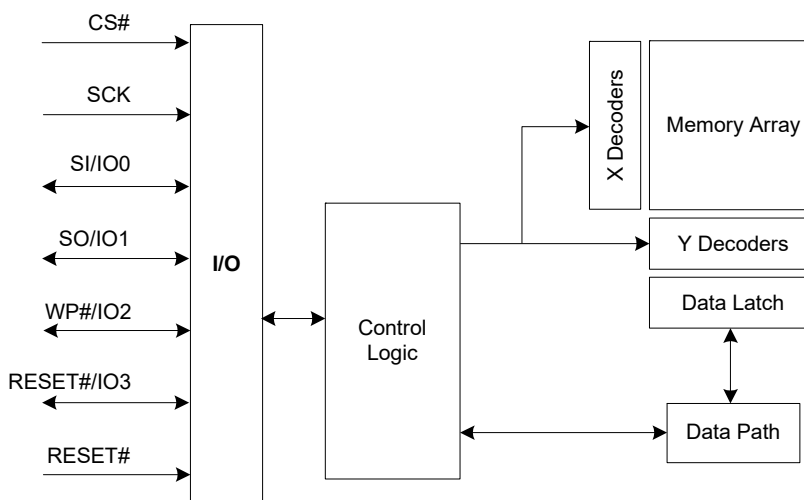 CS#
SCK
SI/IO0
SO/IO1
WP#/IO2
RESET#/IO3
RESET#
I/O
Control
Logic
X Decoders
Memory Array
Y Decoders
Data Latch
Data Path